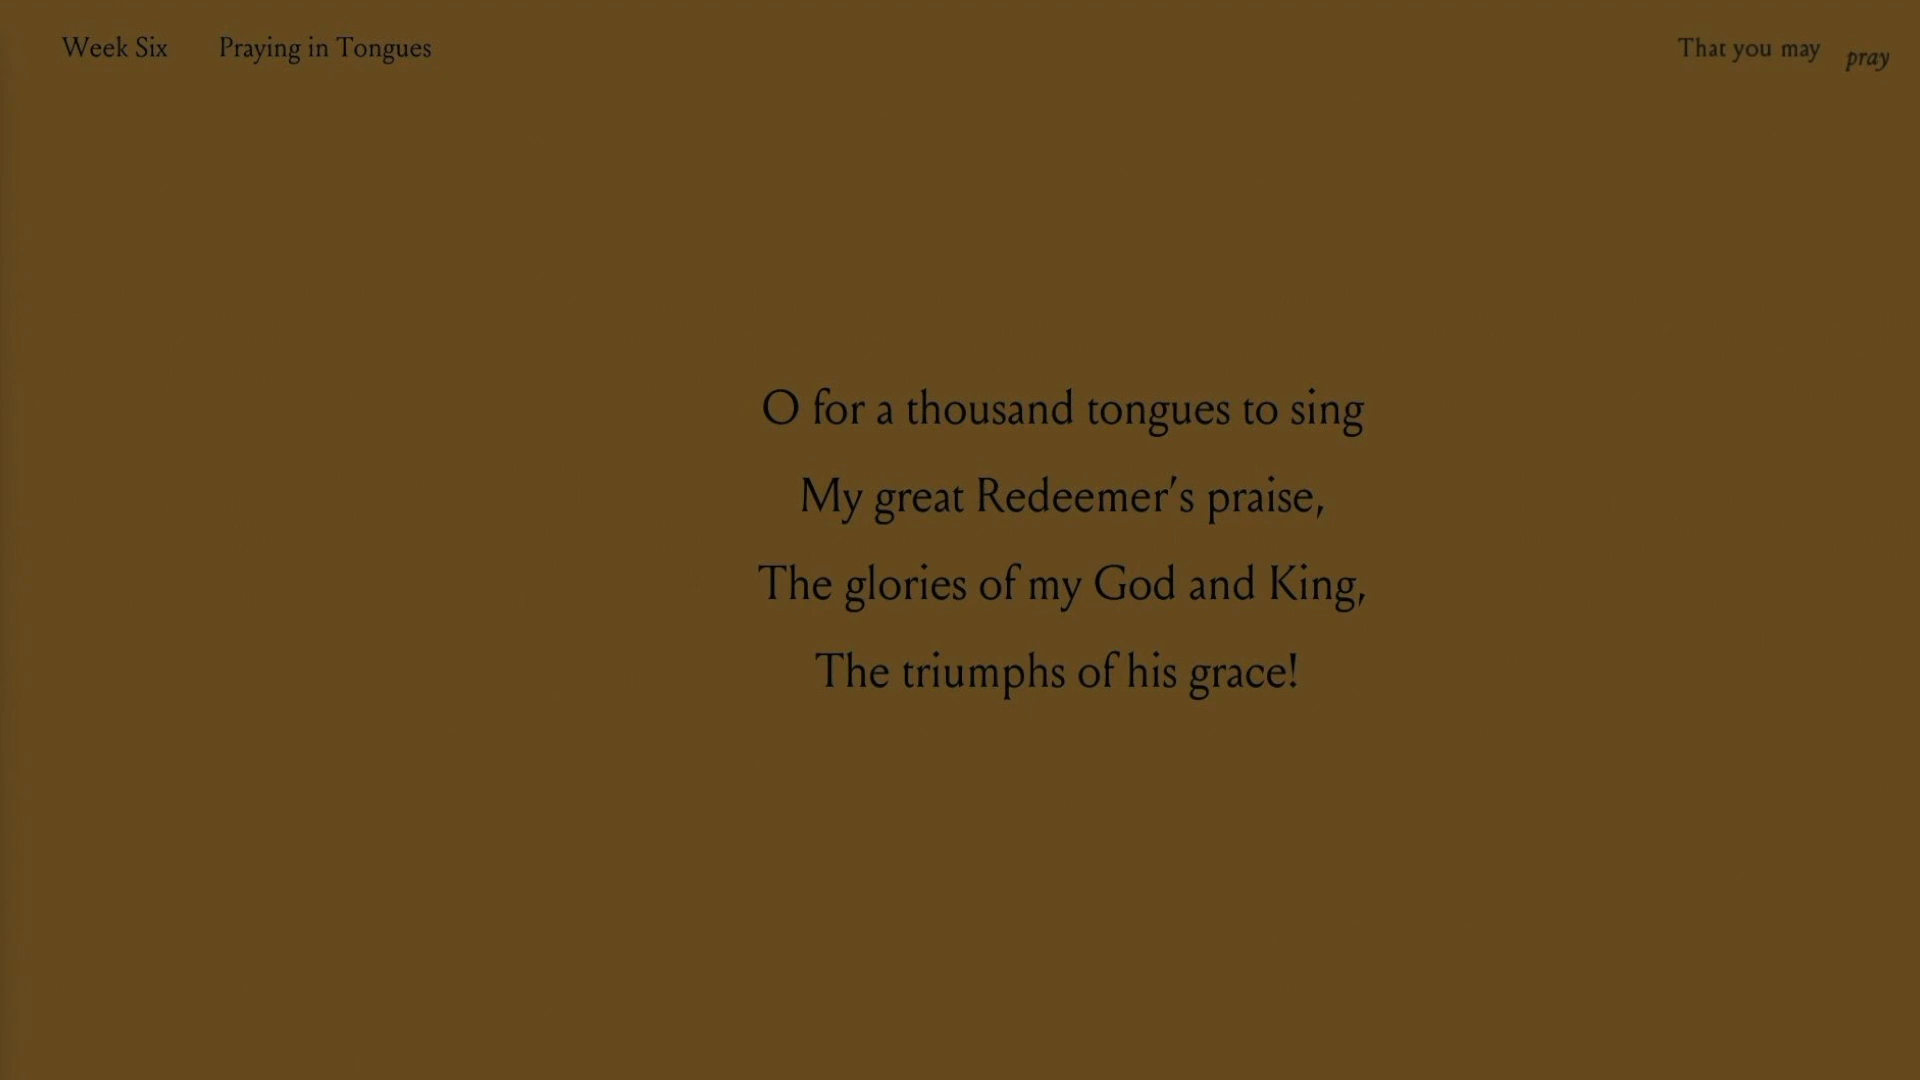 Week Six Praying in Tongues That you may pray
O for a thousand tongues to sing
My great Redeemer's praise,
The glories of my God and King,
The triumphs of his grace!